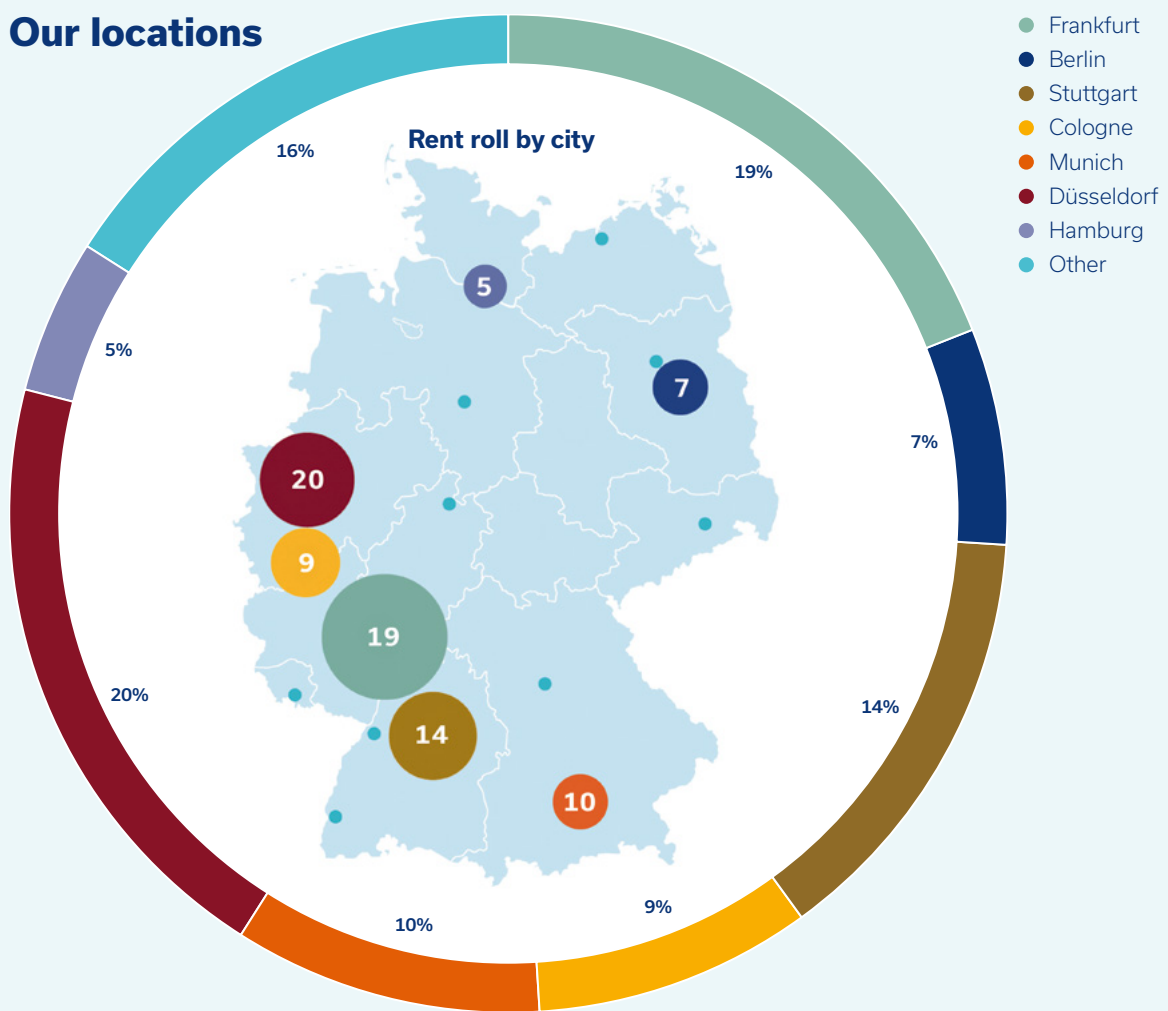 Our locations
Frankfurt
Berlin
Stuttgart
Cologne
Munich
Düsseldorf
Hamburg
Other
Rent roll by city
16%
19%
5%
7%
20%
14%
10%
9%
5
7
20
9
19
14
10